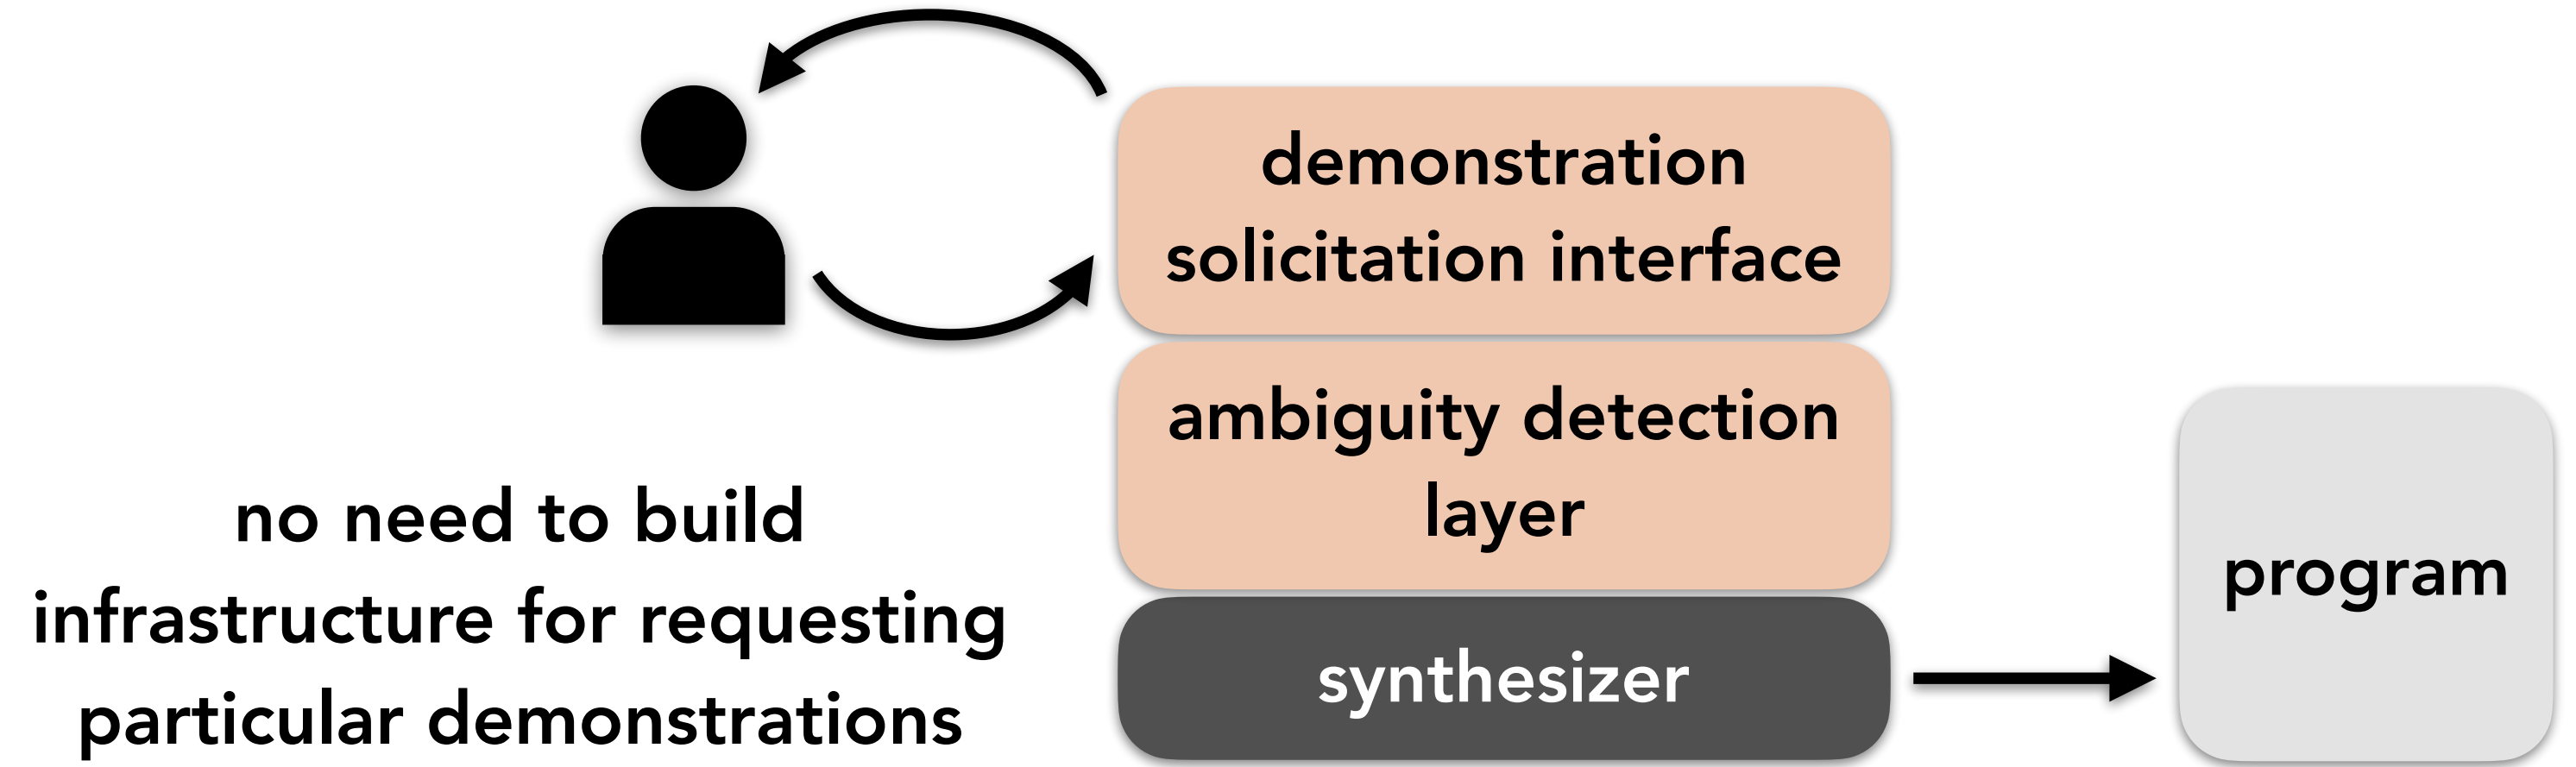 demonstration
solicitation interface
ambiguity detection
layer
synthesizer
program
no need to build
infrastructure for requesting
particular demonstrations